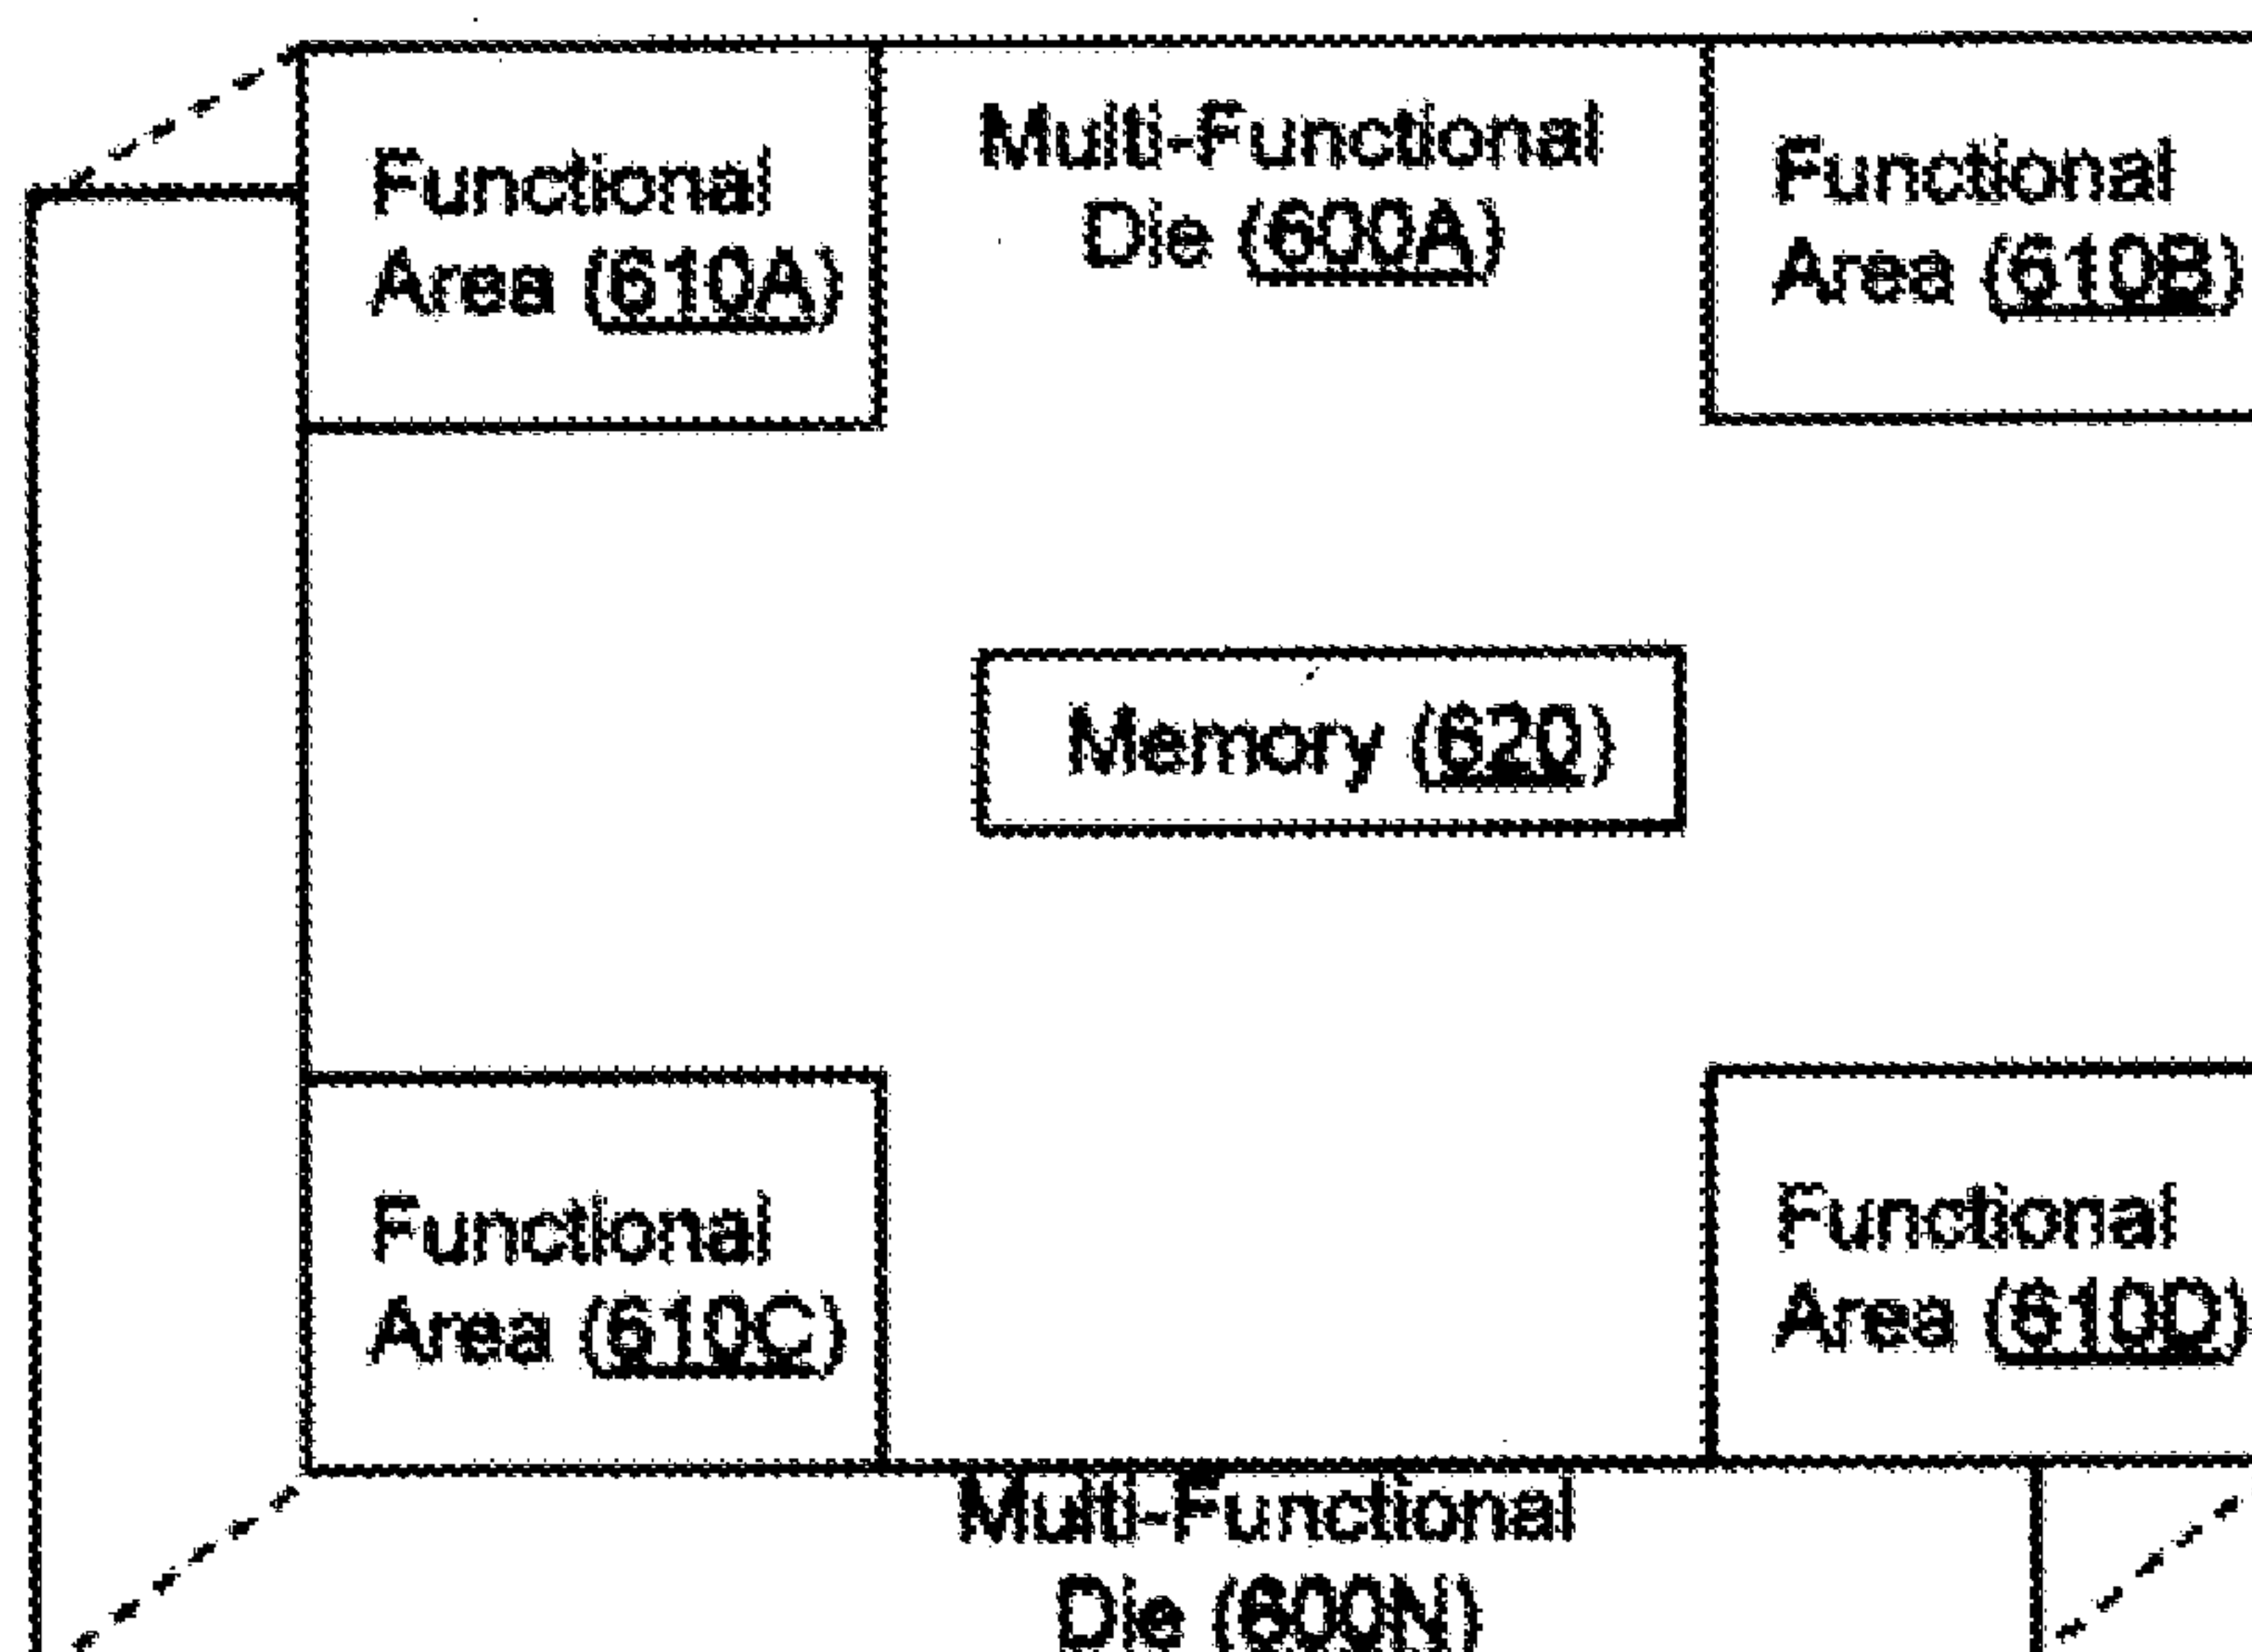 Functional
Area (610A)
Multi-Functional
Die (600A)
Functional
Area (610B)
Memory (620)
Functional
Area (610C)
Functional
Area (610D)
Multi-Functional
Die (600N)